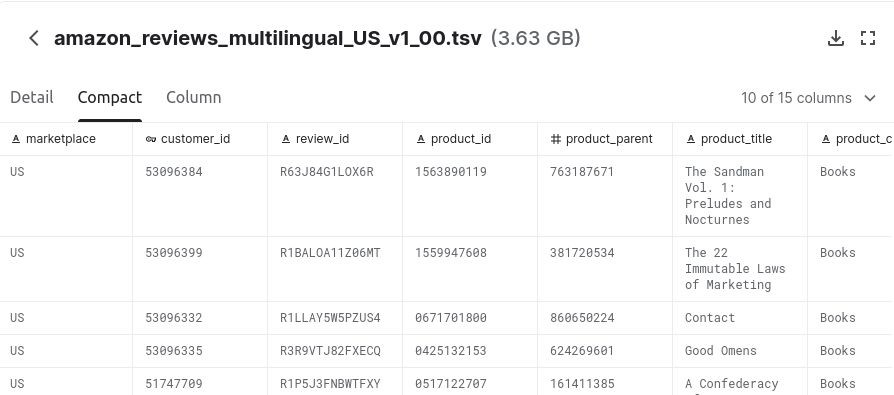 amazon_reviews_multilingual_US_v1_00.tsv (3.63 GB)
Detail Compact Column 10 of 15 columns
marketplace customer_id review_id product_id product_parent product_title product_c
US 53096384 R63J84G1LOX6R 1563890119 763187671 The Sandman Books
Vol. 1:
Preludes and
Nocturnes
US 53096399 R1BALOA11Z06MT 1559947608 381720534 The 22 Books
Immutable Laws
of Marketing
US 53096332 R1LLAY5W5PZUS4 0671701800 860650224 Contact Books
US 53096335 R3R9VTJ82FXECQ 0425132153 624269601 Good Omens Books
US 51747709 R1P5J3FNBWTFXY 0517122707 161411385 A Confederacy Books